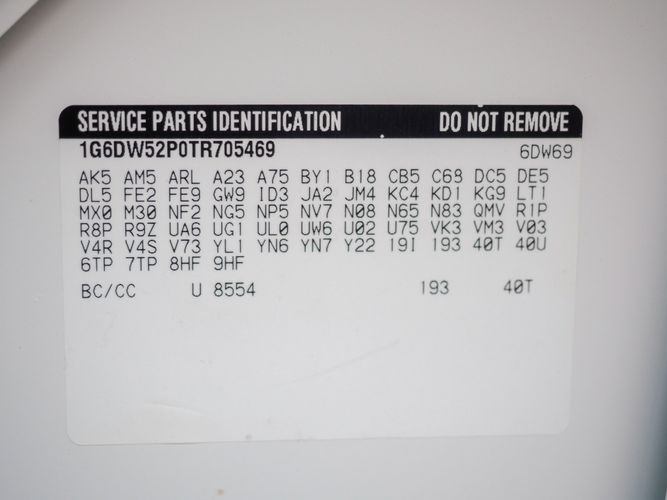 SERVICE PARTS IDENTIFICATION DO NOT REMOVE
1G6DW52P0TR705469 6DW69
AK5 AM5 ARL A23 A75 BY1 B18 CB5 C68 DC5 DE5
DL5 FE2 FE9 GW9 ID3 JA2 JM4 KC4 KD1 KG9 LT1
MX0 M30 NF2 NG5 NP5 NV7 N08 N65 N83 QMV R1P
R8P R9Z UA6 UG1 UL0 UW6 U02 U75 VK3 VM3 V03
V4R V4S V73 YL1 YN6 YN7 Y22 19I 193 40T 40U
6TP 7TP 8HF 9HF
BC/CC U 8554 193 40T